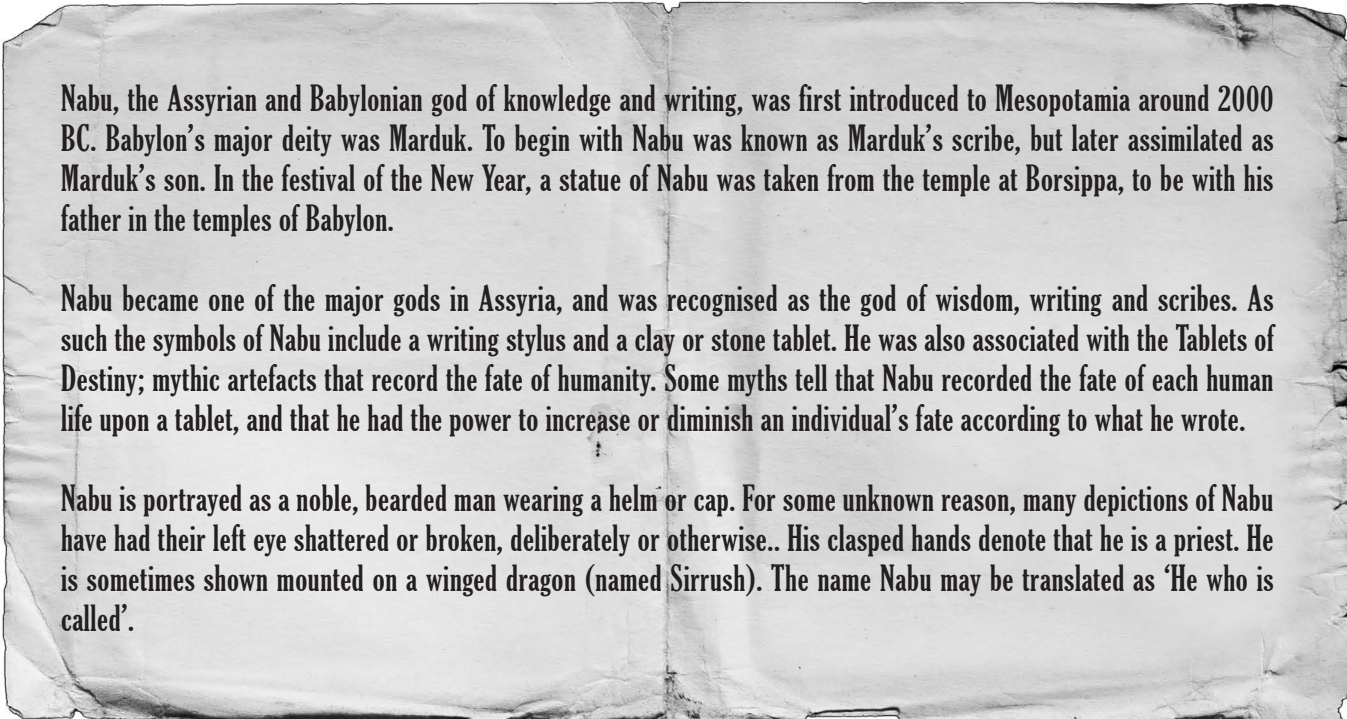 Nabu, the Assyrian and Babylonian god of knowledge and writing, was first introduced to Mesopotamia around 2000
BC. Babylon’s major deity was Marduk. To begin with Nabu was known as Marduk’s scribe, but later assimilated as
Marduk’s son. In the festival of the New Year, a statue of Nabu was taken from the temple at Borsippa, to be with his
father in the temples of Babylon.
Nabu became one of the major gods in Assyria, and was recognised as the god of wisdom, writing and scribes. As
such the symbols of Nabu include a writing stylus and a clay or stone tablet. He was also associated with the Tablets of
Destiny; mythic artefacts that record the fate of humanity. Some myths tell that Nabu recorded the fate of each human
life upon a tablet, and that he had the power to increase or diminish an individual’s fate according to what he wrote.
Nabu is portrayed as a noble, bearded man wearing a helm or cap. For some unknown reason, many depictions of Nabu
have had their left eye shattered or broken, deliberately or otherwise.. His clasped hands denote that he is a priest. He
is sometimes shown mounted on a winged dragon (named Sirrush). The name Nabu may be translated as ‘He who is
called’.